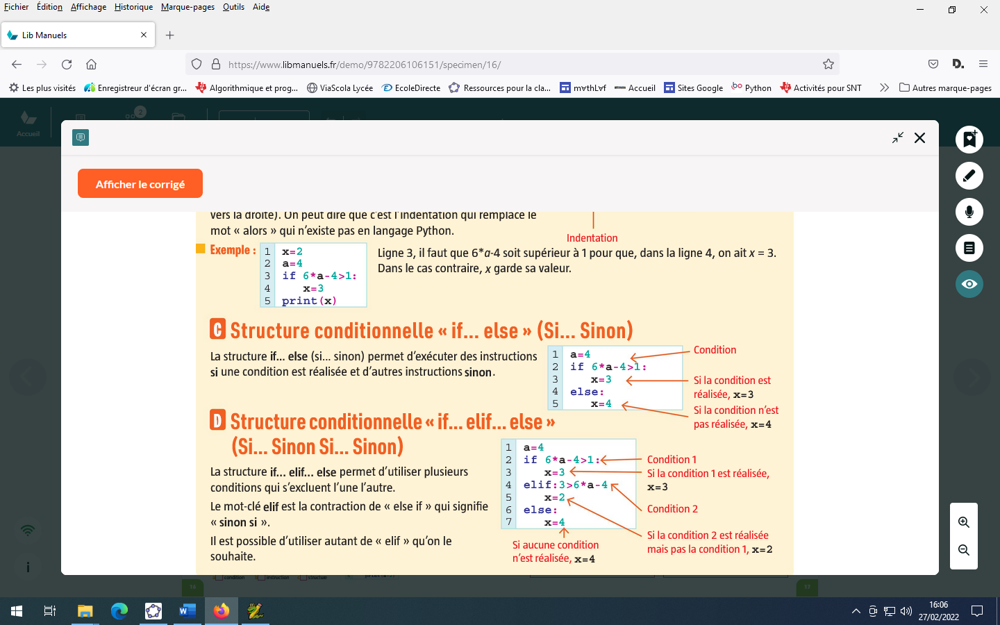 Fichier Édition Affichage Historique Marque-pages Outils Aide
Lib Manuels
https://www.libmanuels.fr/demo/9782206106151/specimen/16/
Les plus visités Enregistreur d'écran gr... Algorithmique et prog... ViaScola Lycée EcoleDirecte Ressources pour la cla... m∀thL∀f Accueil Sites Google Python Activités pour SNT Autres marque-pages
2
Accueil
Afficher le corrigé
vers la droite). On peut dire que c'est l'indentation qui remplace le
mot « alors » qui n'existe pas en langage Python.
Indentation
Exemple :
1 x=2
2 a=4
3 if 6*a-4>1:
4 x=3
5 print(x)
Ligne 3, il faut que 6*a-4 soit supérieur à 1 pour que, dans la ligne 4, on ait x = 3.
Dans le cas contraire, x garde sa valeur.
C Structure conditionnelle « if... else » (Si... Sinon)
La structure if... else (si... sinon) permet d'exécuter des instructions
si une condition est réalisée et d'autres instructions sinon.
1 a=4
2 if 6*a-4>1:
3 x=3
4 else:
5 x=4
Condition
Si la condition est
réalisée, x=3
Si la condition n'est
pas réalisée, x=4
D Structure conditionnelle « if... elif... else »
(Si... Sinon Si... Sinon)
La structure if... elif... else permet d'utiliser plusieurs
conditions qui s'excluent l'une l'autre.
Le mot-clé elif est la contraction de « else if » qui signifie
« sinon si ».
Il est possible d'utiliser autant de « elif » qu'on le
souhaite.
1 a=4
2 if 6*a-4>1:
3 x=3
4 elif:3>6*a-4
5 x=2
6 else:
7 x=4
Condition 1
Si la condition 1 est réalisée,
x=3
Condition 2
Si la condition 2 est réalisée
mais pas la condition 1, x=2
Si aucune condition
n'est réalisée, x=4
condition instruction structure
16 17
16:06
27/02/2022